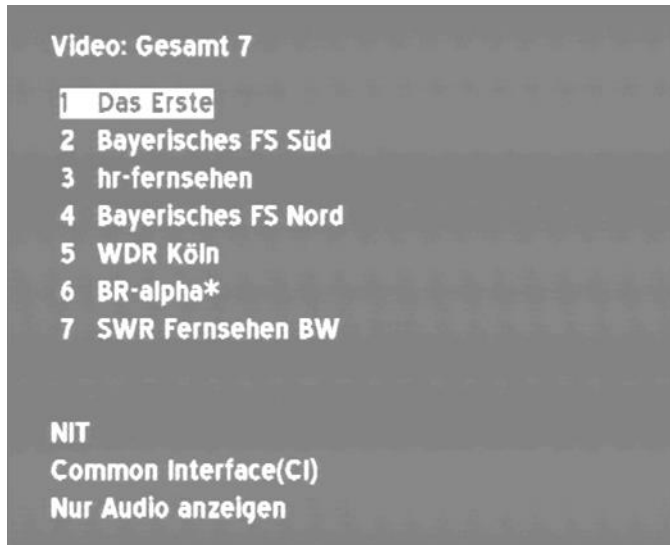 Video: Gesamt 7
1 Das Erste
2 Bayerisches FS Süd
3 hr-fernsehen
4 Bayerisches FS Nord
5 WDR Köln
6 BR-alpha*
7 SWR Fernsehen BW
NIT
Common Interface(CI)
Nur Audio anzeigen